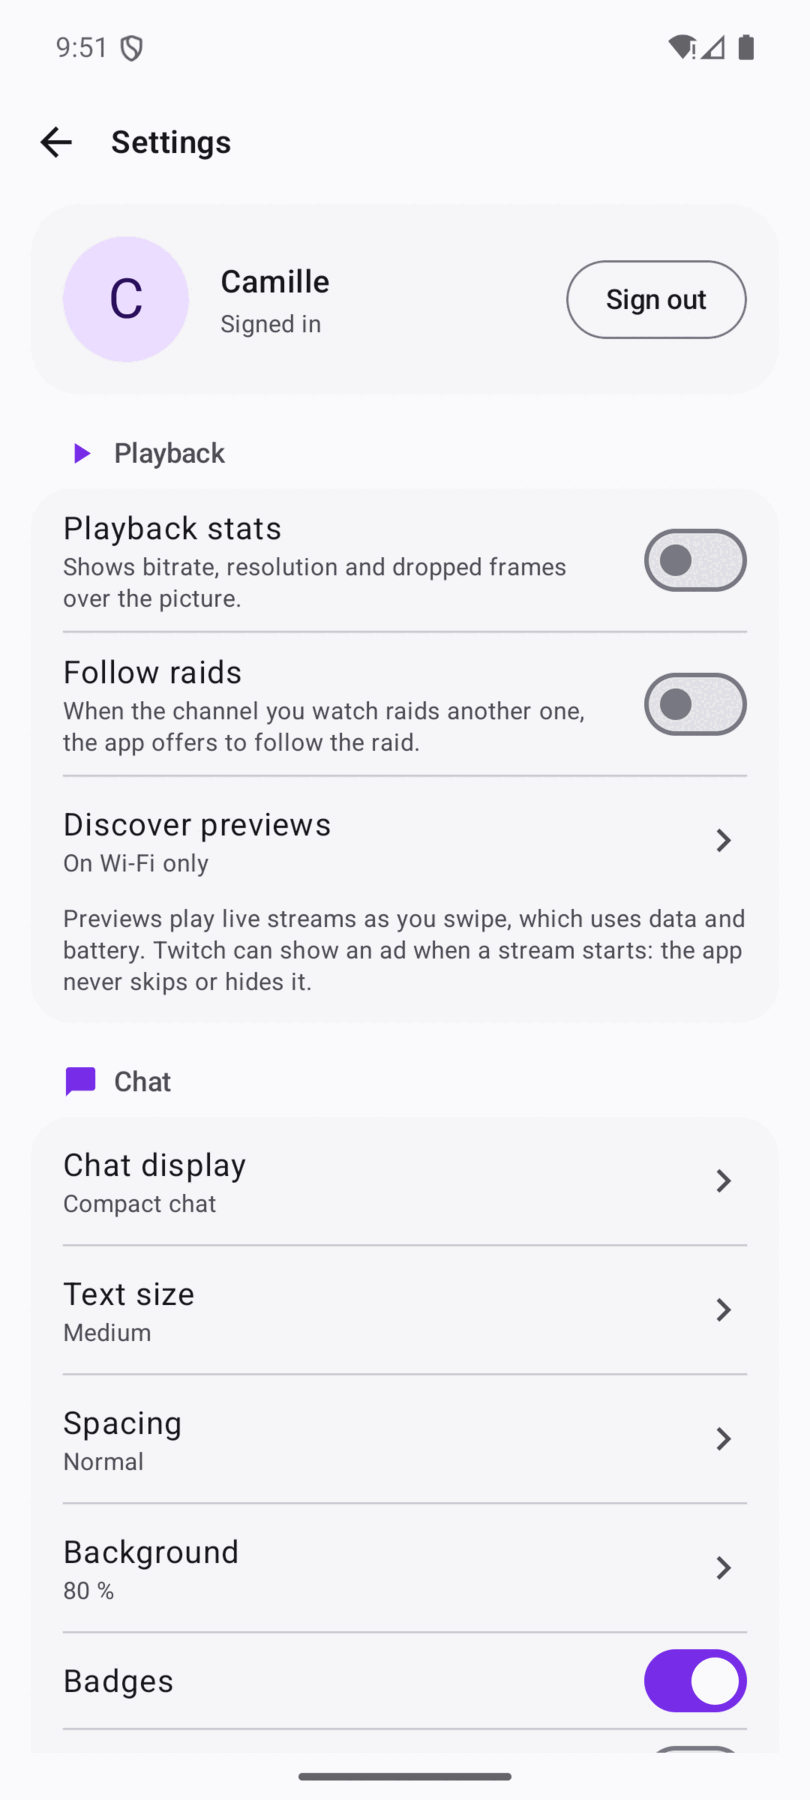 9:51
Settings
C
Camille
Signed in
Sign out
Playback
Playback stats
Shows bitrate, resolution and dropped frames
over the picture.
Follow raids
When the channel you watch raids another one,
the app offers to follow the raid.
Discover previews
On Wi-Fi only
Previews play live streams as you swipe, which uses data and
battery. Twitch can show an ad when a stream starts: the app
never skips or hides it.
Chat
Chat display
Compact chat
Text size
Medium
Spacing
Normal
Background
80 %
Badges